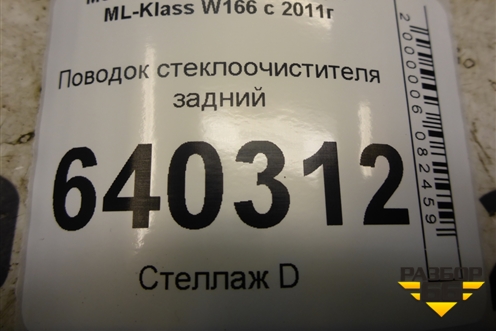 ML-Klass W166 с 2011г
Поводок стеклоочистителя
задний
640312
Стеллаж D
2000006082459
РАЗБОР